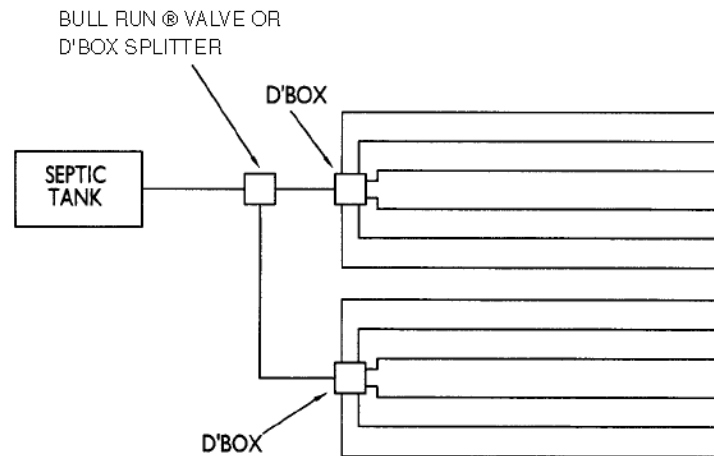 BULL RUN ® VALVE OR
D'BOX SPLITTER
D'BOX
SEPTIC
TANK
D'BOX